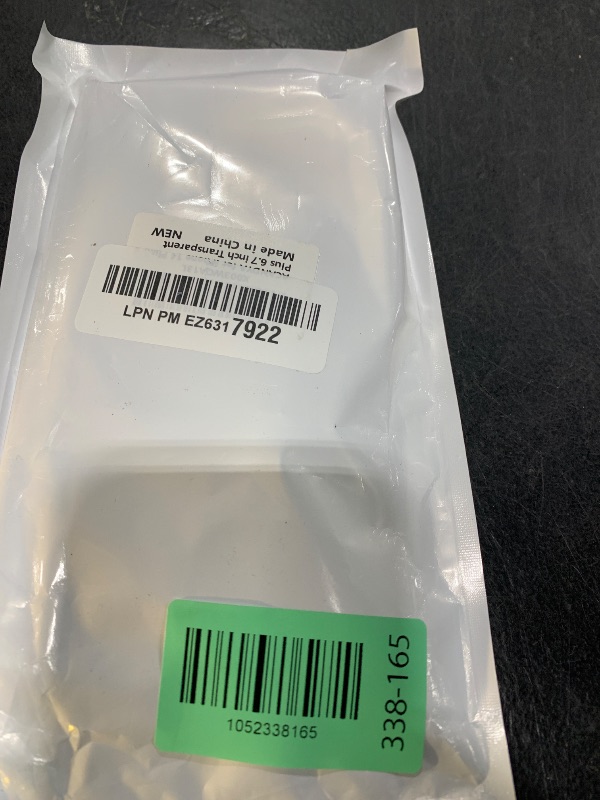 Plus 6.7 inch Transparent
NEW
Made in China
LPN PM EZ6317922
1052338165
338-165